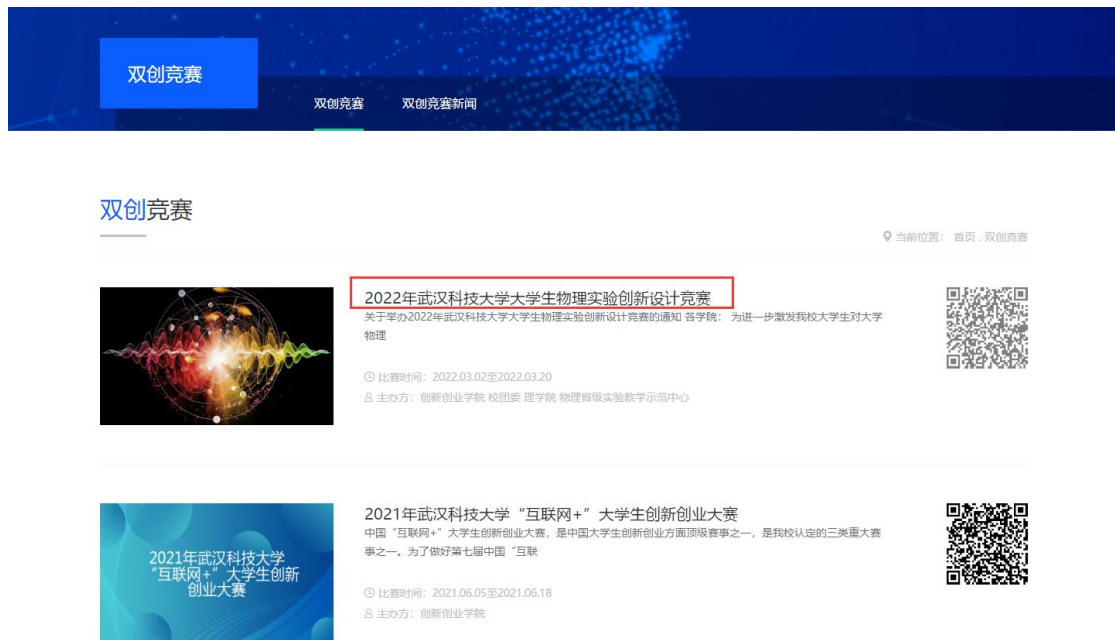 双创竞赛
双创竞赛
双创竞赛新闻
双创竞赛
当前位置： 首页 . 双创竞赛
2022年武汉科技大学大学生物理实验创新设计竞赛
关于举办2022年武汉科技大学大学生物理实验创新设计竞赛的通知 各学院： 为进一步激发我校大学生对大学
物理
比赛时间：2022.03.02至2022.03.20
主办方：创新创业学院 校团委 理学院 物理省级实验教学示范中心
2021年武汉科技大学“互联网+”大学生创新创业大赛
中国“互联网+”大学生创新创业大赛，是中国大学生创新创业方面顶级赛事之一，是我校认定的三类重大赛
事之一。为了做好第七届中国“互联
比赛时间：2021.06.05至2021.06.18
主办方：创新创业学院
2021年武汉科技大学
“互联网+”大学生创新
创业大赛